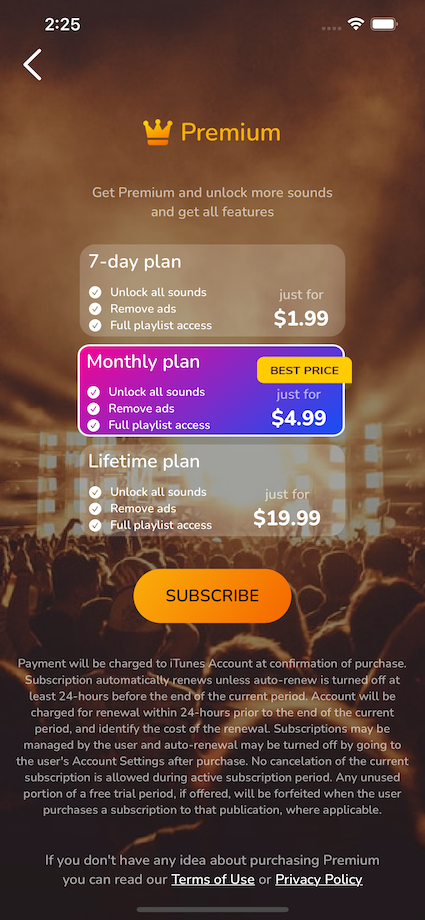 2:25
Premium
Get Premium and unlock more sounds
and get all features
7-day plan
Unlock all sounds
Remove ads
Full playlist access
just for
$1.99
Monthly plan
BEST PRICE
Unlock all sounds
Remove ads
Full playlist access
just for
$4.99
Lifetime plan
Unlock all sounds
Remove ads
Full playlist access
just for
$19.99
SUBSCRIBE
Payment will be charged to iTunes Account at confirmation of purchase.
Subscription automatically renews unless auto-renew is turned off at
least 24-hours before the end of the current period. Account will be
charged for renewal within 24-hours prior to the end of the current
period, and identify the cost of the renewal. Subscriptions may be
managed by the user and auto-renewal may be turned off by going to
the user's Account Settings after purchase. No cancelation of the current
subscription is allowed during active subscription period. Any unused
portion of a free trial period, if offered, will be forfeited when the user
purchases a subscription to that publication, where applicable.
If you don't have any idea about purchasing Premium
you can read our Terms of Use or Privacy Policy